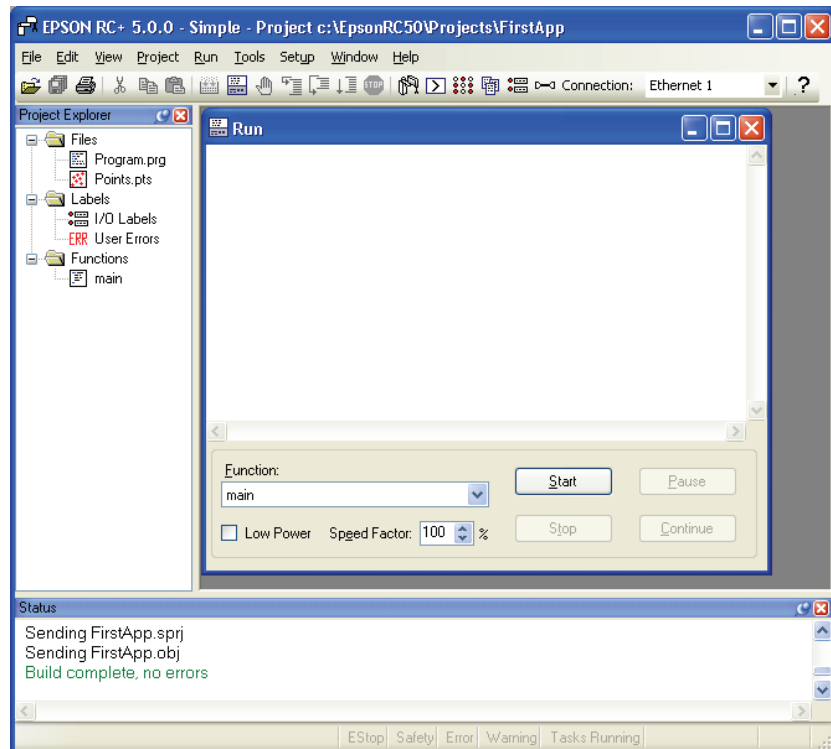 EPSON RC+ 5.0.0 - Simple - Project c:\EpsonRC50\Projects\FirstApp
File Edit View Project Run Tools Setup Window Help
STOP Connection: Ethernet 1 ?
Project Explorer
Files
Program.prg
Points.pts
Labels
I/O Labels
ERR User Errors
Functions
main
Run
Function:
main
Start Pause
Low Power Speed Factor: 100 %
Stop Continue
Status
Sending FirstApp.sprj
Sending FirstApp.obj
Build complete, no errors
EStop Safety Error Warning Tasks Running